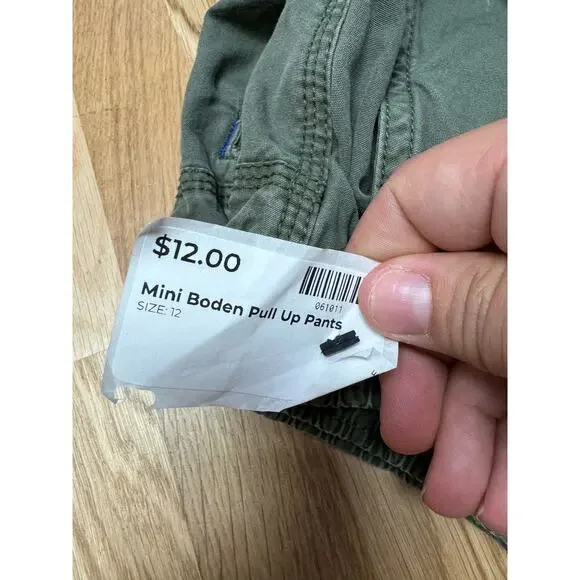 $12.00
061011
Mini Boden Pull Up Pants
SIZE: 12